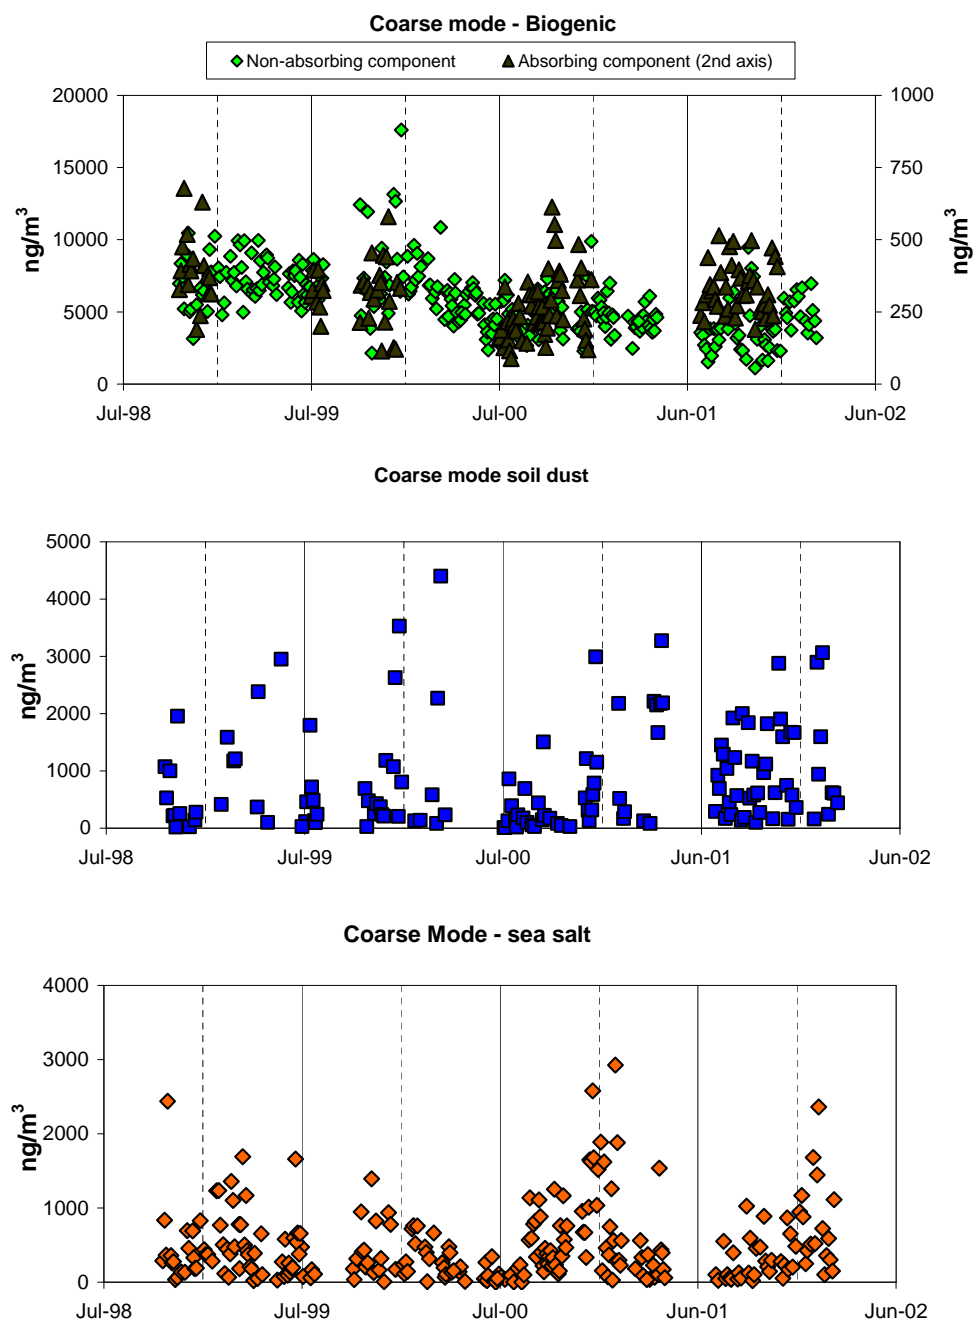 Coarse mode - Biogenic
Non-absorbing component Absorbing component (2nd axis)
20000 1000
15000 750
10000 500
5000 250
0 0
ng/m³
ng/m³
Jul-98 Jul-99 Jul-00 Jun-01 Jun-02
Coarse mode soil dust
5000
4000
3000
2000
1000
0
ng/m³
Jul-98 Jul-99 Jul-00 Jun-01 Jun-02
Coarse Mode - sea salt
4000
3000
2000
1000
0
ng/m³
Jul-98 Jul-99 Jul-00 Jun-01 Jun-02